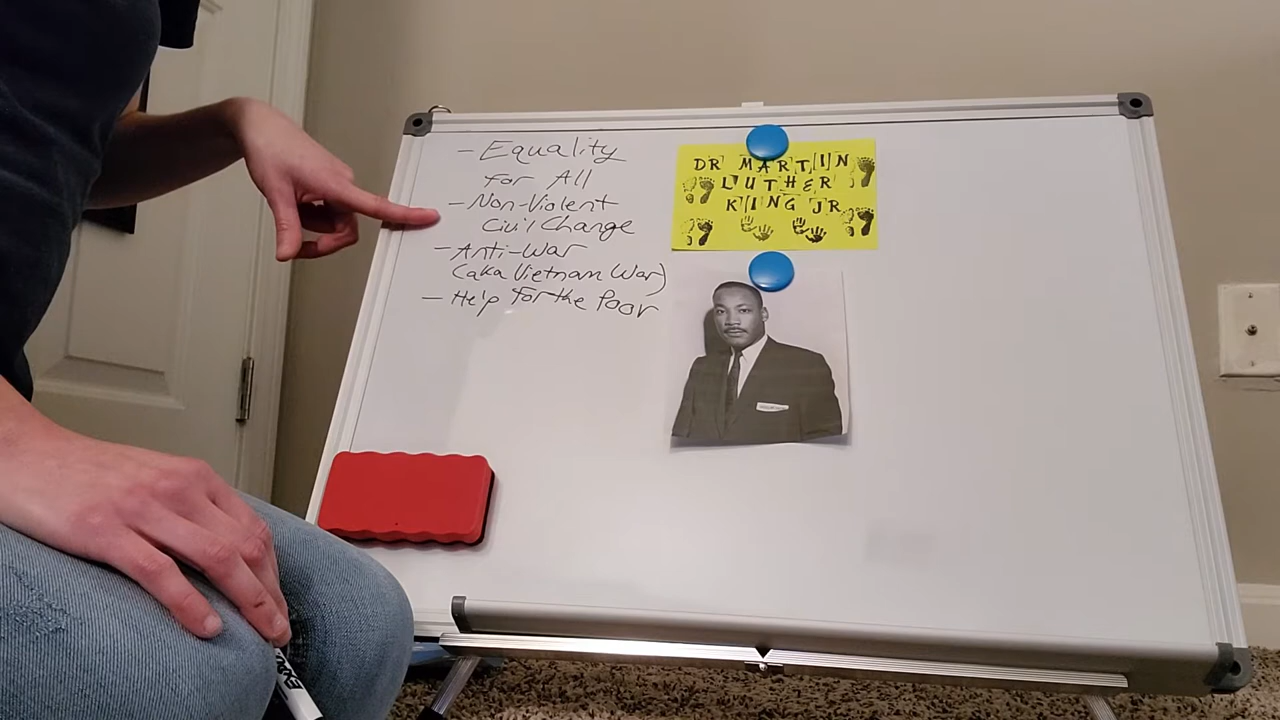 - Equality
for All
- Non-Violent
Civil Change
- Anti-War
(aka Vietnam War)
- Help for the Poor
DR MARTIN
LUTHER
KING JR
EXPO